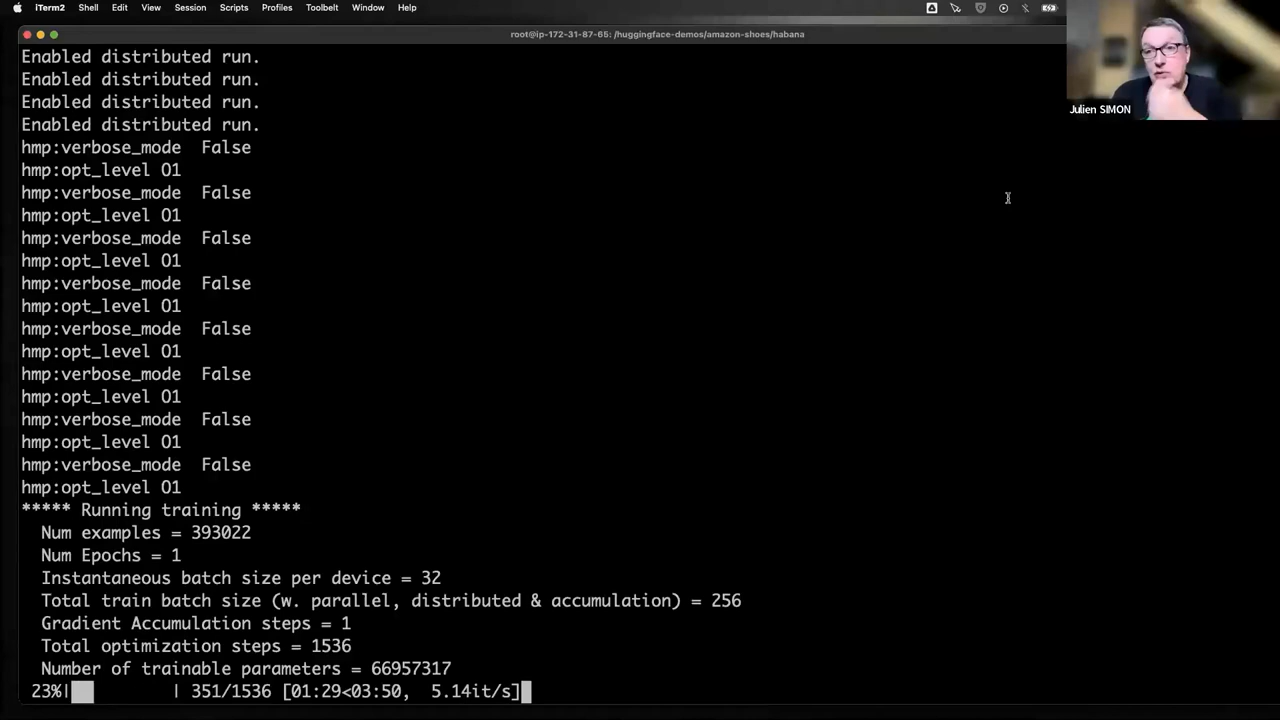 iTerm2 Shell Edit View Session Scripts Profiles Toolbelt Window Help
root@ip-172-31-87-65: /huggingface-demos/amazon-shoes/habana
Enabled distributed run.
Enabled distributed run.
Enabled distributed run.
Enabled distributed run.
hmp:verbose_mode  False
hmp:opt_level O1
hmp:verbose_mode  False
hmp:opt_level O1
hmp:verbose_mode  False
hmp:opt_level O1
hmp:verbose_mode  False
hmp:opt_level O1
hmp:verbose_mode  False
hmp:opt_level O1
hmp:verbose_mode  False
hmp:opt_level O1
hmp:verbose_mode  False
hmp:opt_level O1
hmp:verbose_mode  False
hmp:opt_level O1
***** Running training *****
Num examples = 393022
Num Epochs = 1
Instantaneous batch size per device = 32
Total train batch size (w. parallel, distributed & accumulation) = 256
Gradient Accumulation steps = 1
Total optimization steps = 1536
Number of trainable parameters = 66957317
23%| | 351/1536 [01:29<03:50,  5.14it/s]
Julien SIMON